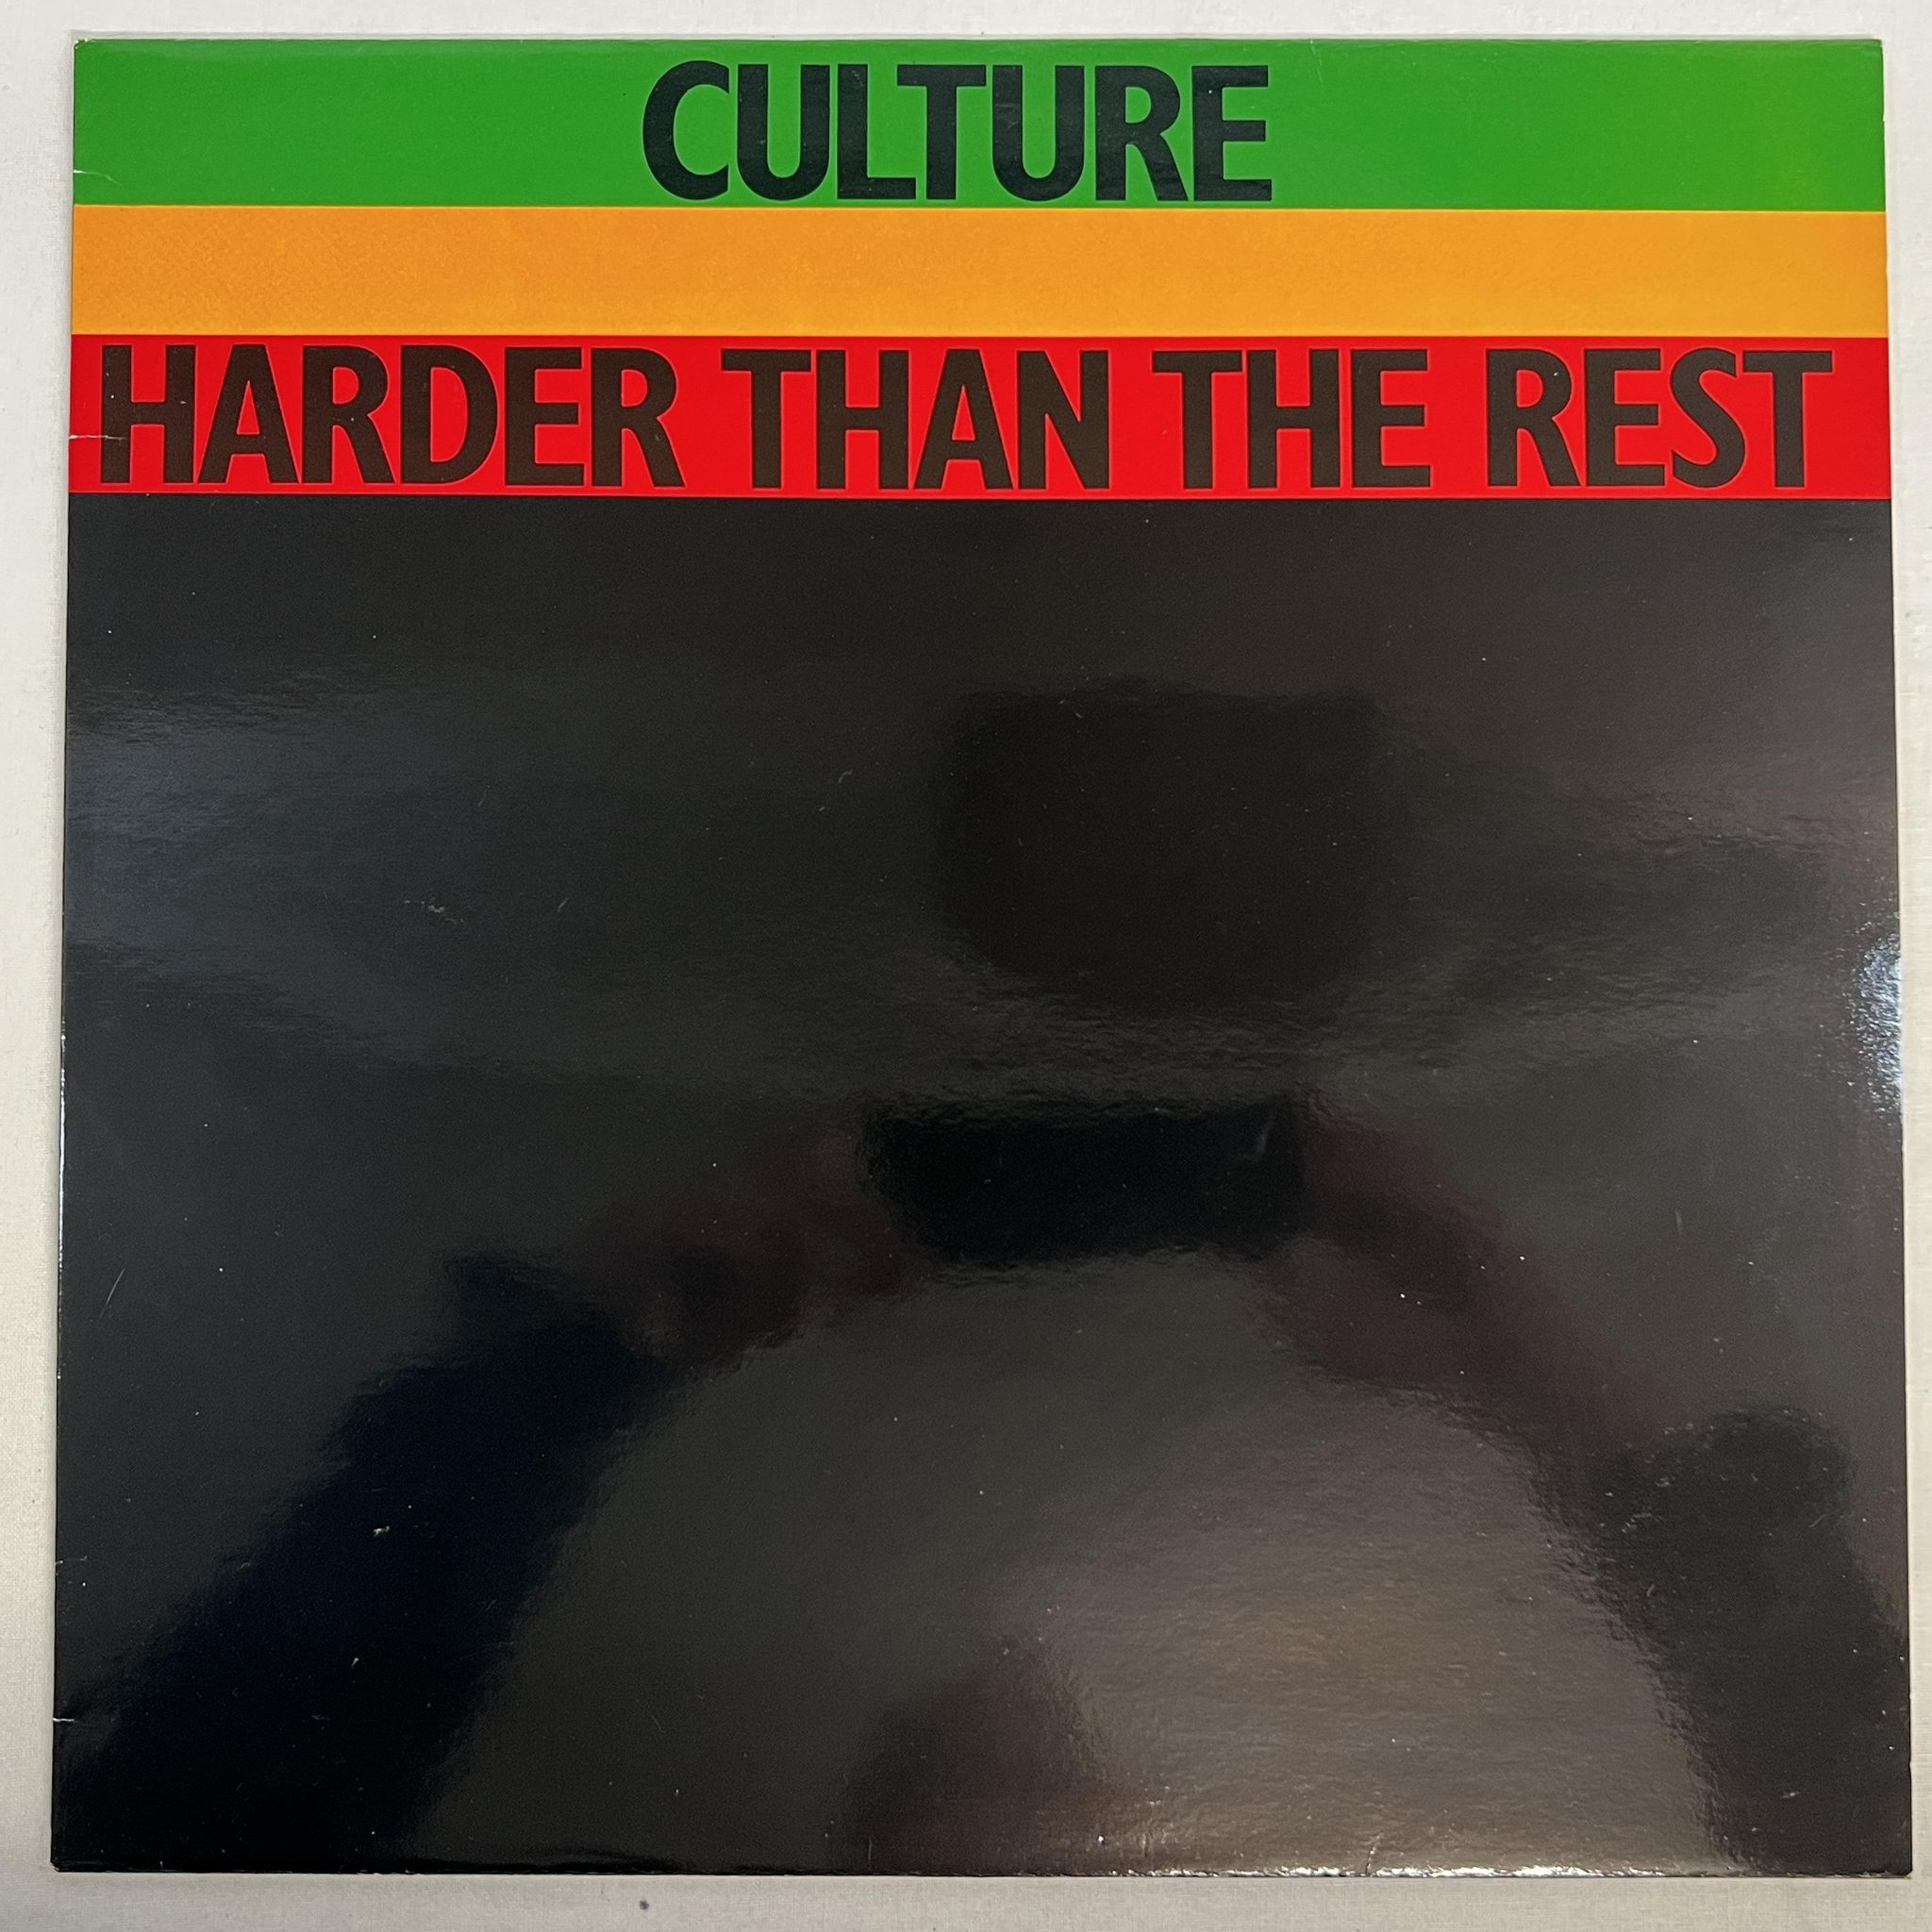 CULTURE
HARDER THAN THE REST